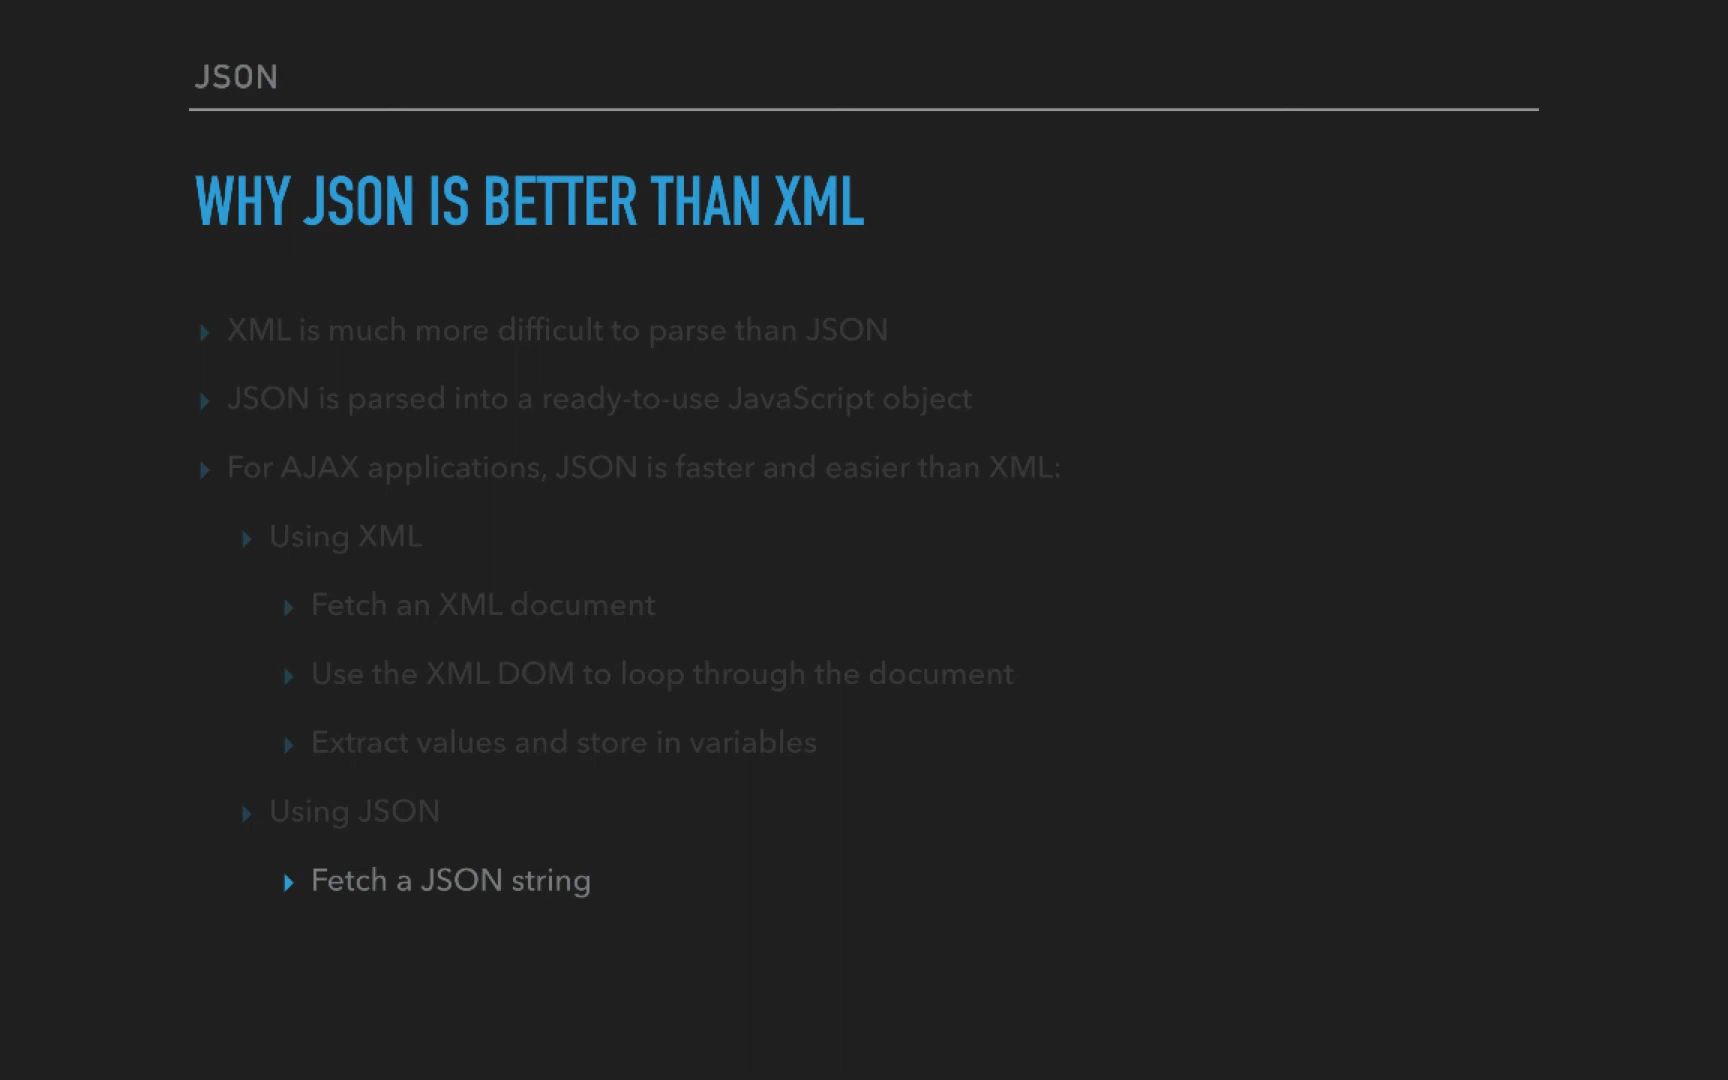 JSON
WHY JSON IS BETTER THAN XML
XML is much more difficult to parse than JSON
JSON is parsed into a ready-to-use JavaScript object
For AJAX applications, JSON is faster and easier than XML:
Using XML
Fetch an XML document
Use the XML DOM to loop through the document
Extract values and store in variables
Using JSON
Fetch a JSON string